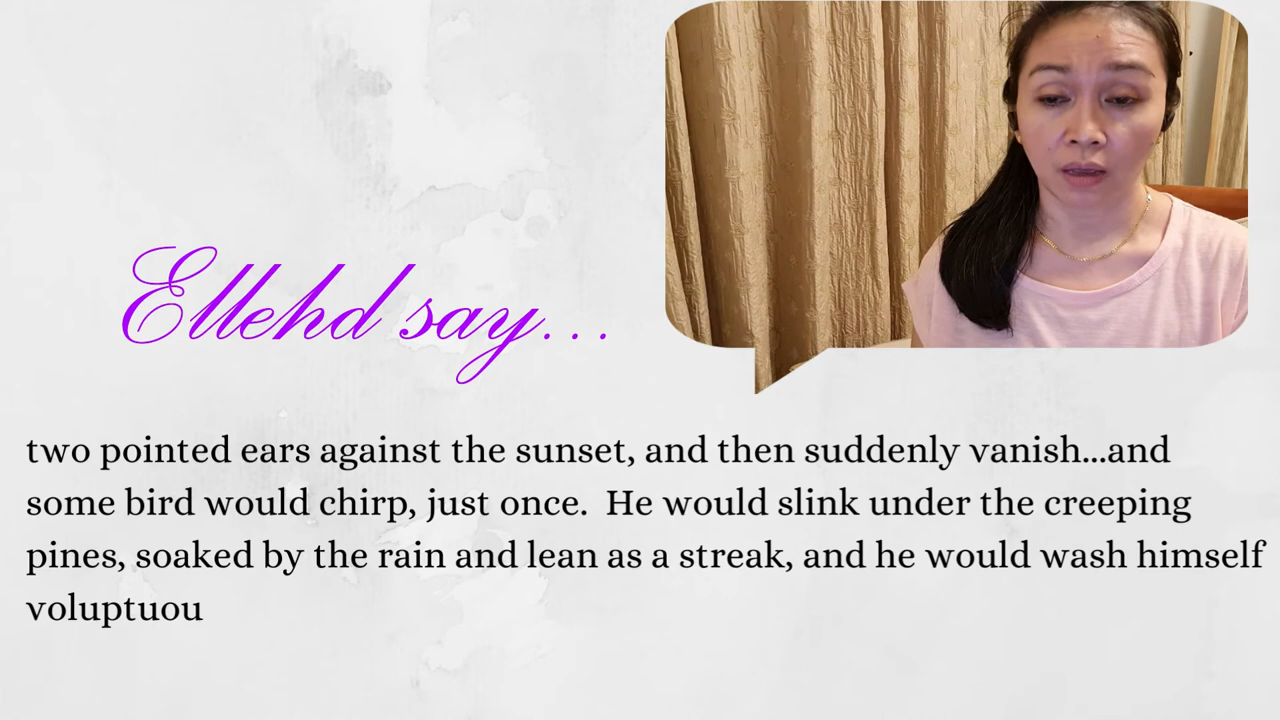 Ellehd say...
two pointed ears against the sunset, and then suddenly vanish...and
some bird would chirp, just once.  He would slink under the creeping
pines, soaked by the rain and lean as a streak, and he would wash himself
voluptuou